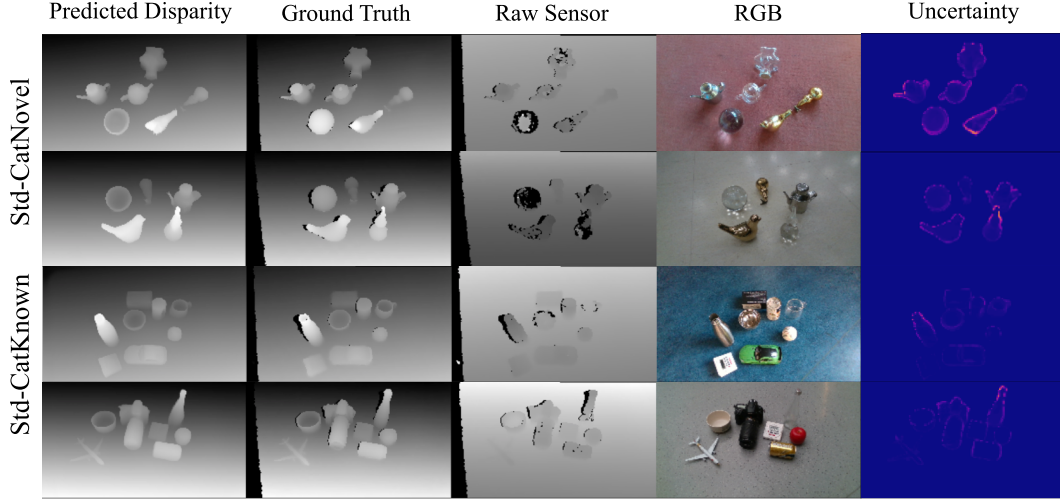 Predicted Disparity Ground Truth Raw Sensor RGB Uncertainty
Std-CatNovel
Std-CatKnown